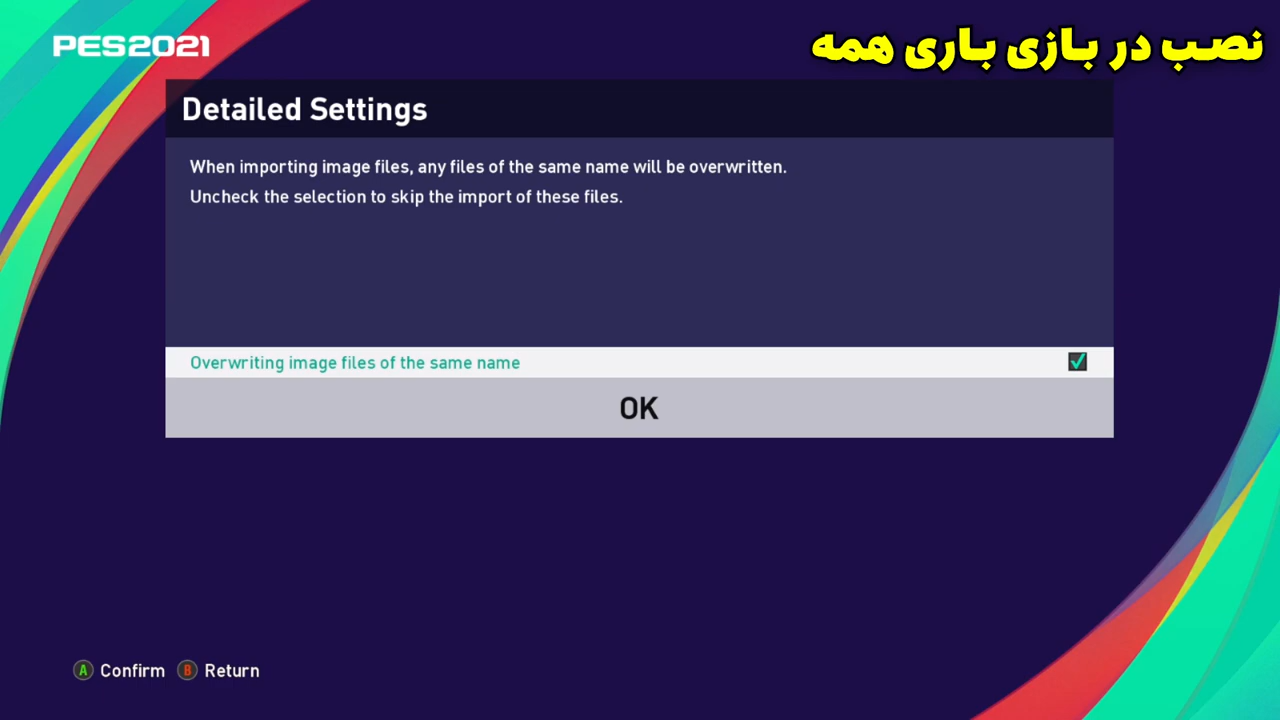 PES2021
نصب در بازی باری همه
Detailed Settings
When importing image files, any files of the same name will be overwritten.
Uncheck the selection to skip the import of these files.
Overwriting image files of the same name
OK
A Confirm B Return